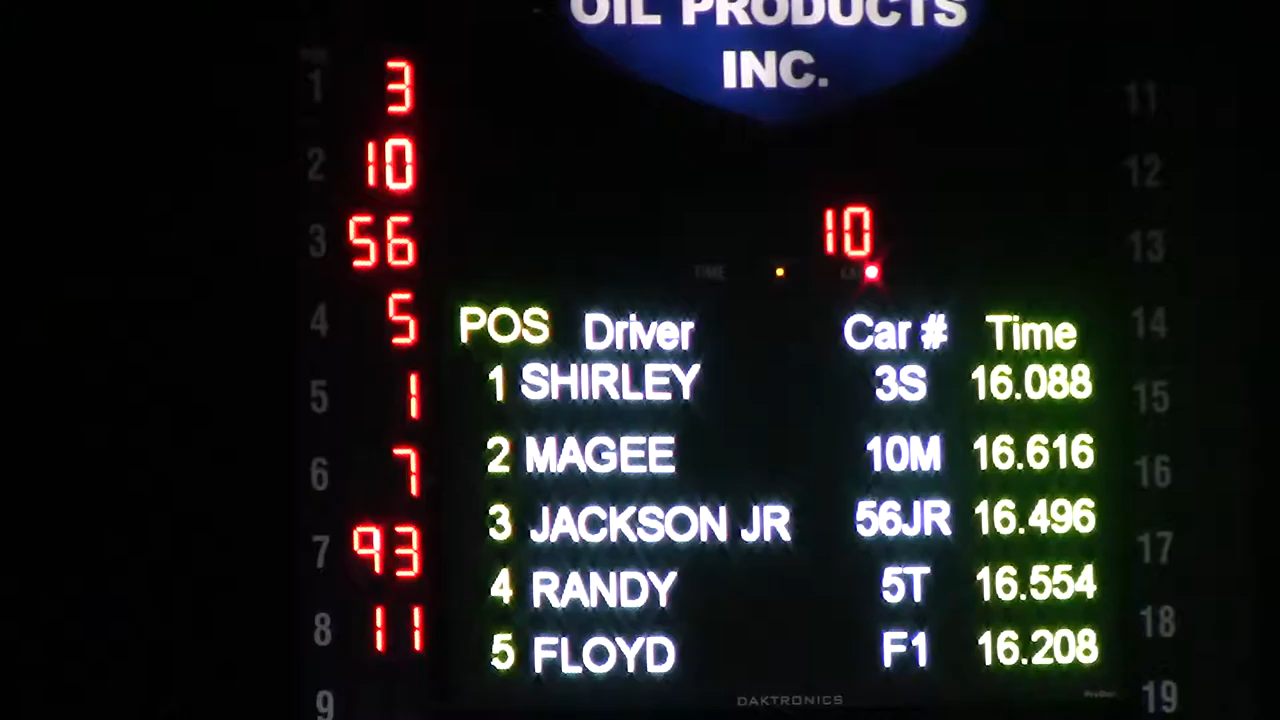 OIL PRODUCTS
INC.
1 3
2 10
3 56
4 5
5 1
6 7
7 93
8 11
9
10
TIME
LAP
POS Driver Car # Time
1 SHIRLEY 3S 16.088
2 MAGEE 10M 16.616
3 JACKSON JR 56JR 16.496
4 RANDY 5T 16.554
5 FLOYD F1 16.208
DAKTRONICS
11
12
13
14
15
16
17
18
19